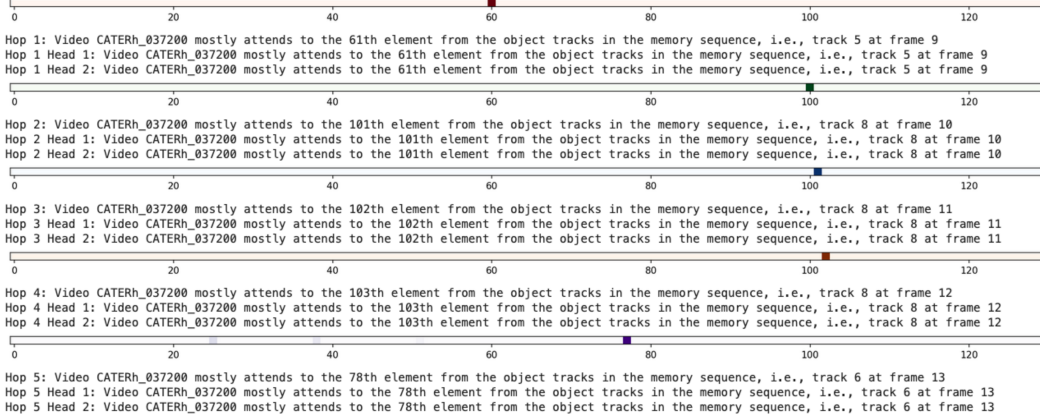 0 20 40 60 80 100 120
Hop 1: Video CATERh_037200 mostly attends to the 61th element from the object tracks in the memory sequence, i.e., track 5 at frame 9
Hop 1 Head 1: Video CATERh_037200 mostly attends to the 61th element from the object tracks in the memory sequence, i.e., track 5 at frame 9
Hop 1 Head 2: Video CATERh_037200 mostly attends to the 61th element from the object tracks in the memory sequence, i.e., track 5 at frame 9
0 20 40 60 80 100 120
Hop 2: Video CATERh_037200 mostly attends to the 101th element from the object tracks in the memory sequence, i.e., track 8 at frame 10
Hop 2 Head 1: Video CATERh_037200 mostly attends to the 101th element from the object tracks in the memory sequence, i.e., track 8 at frame 10
Hop 2 Head 2: Video CATERh_037200 mostly attends to the 101th element from the object tracks in the memory sequence, i.e., track 8 at frame 10
0 20 40 60 80 100 120
Hop 3: Video CATERh_037200 mostly attends to the 102th element from the object tracks in the memory sequence, i.e., track 8 at frame 11
Hop 3 Head 1: Video CATERh_037200 mostly attends to the 102th element from the object tracks in the memory sequence, i.e., track 8 at frame 11
Hop 3 Head 2: Video CATERh_037200 mostly attends to the 102th element from the object tracks in the memory sequence, i.e., track 8 at frame 11
0 20 40 60 80 100 120
Hop 4: Video CATERh_037200 mostly attends to the 103th element from the object tracks in the memory sequence, i.e., track 8 at frame 12
Hop 4 Head 1: Video CATERh_037200 mostly attends to the 103th element from the object tracks in the memory sequence, i.e., track 8 at frame 12
Hop 4 Head 2: Video CATERh_037200 mostly attends to the 103th element from the object tracks in the memory sequence, i.e., track 8 at frame 12
0 20 40 60 80 100 120
Hop 5: Video CATERh_037200 mostly attends to the 78th element from the object tracks in the memory sequence, i.e., track 6 at frame 13
Hop 5 Head 1: Video CATERh_037200 mostly attends to the 78th element from the object tracks in the memory sequence, i.e., track 6 at frame 13
Hop 5 Head 2: Video CATERh_037200 mostly attends to the 78th element from the object tracks in the memory sequence, i.e., track 6 at frame 13